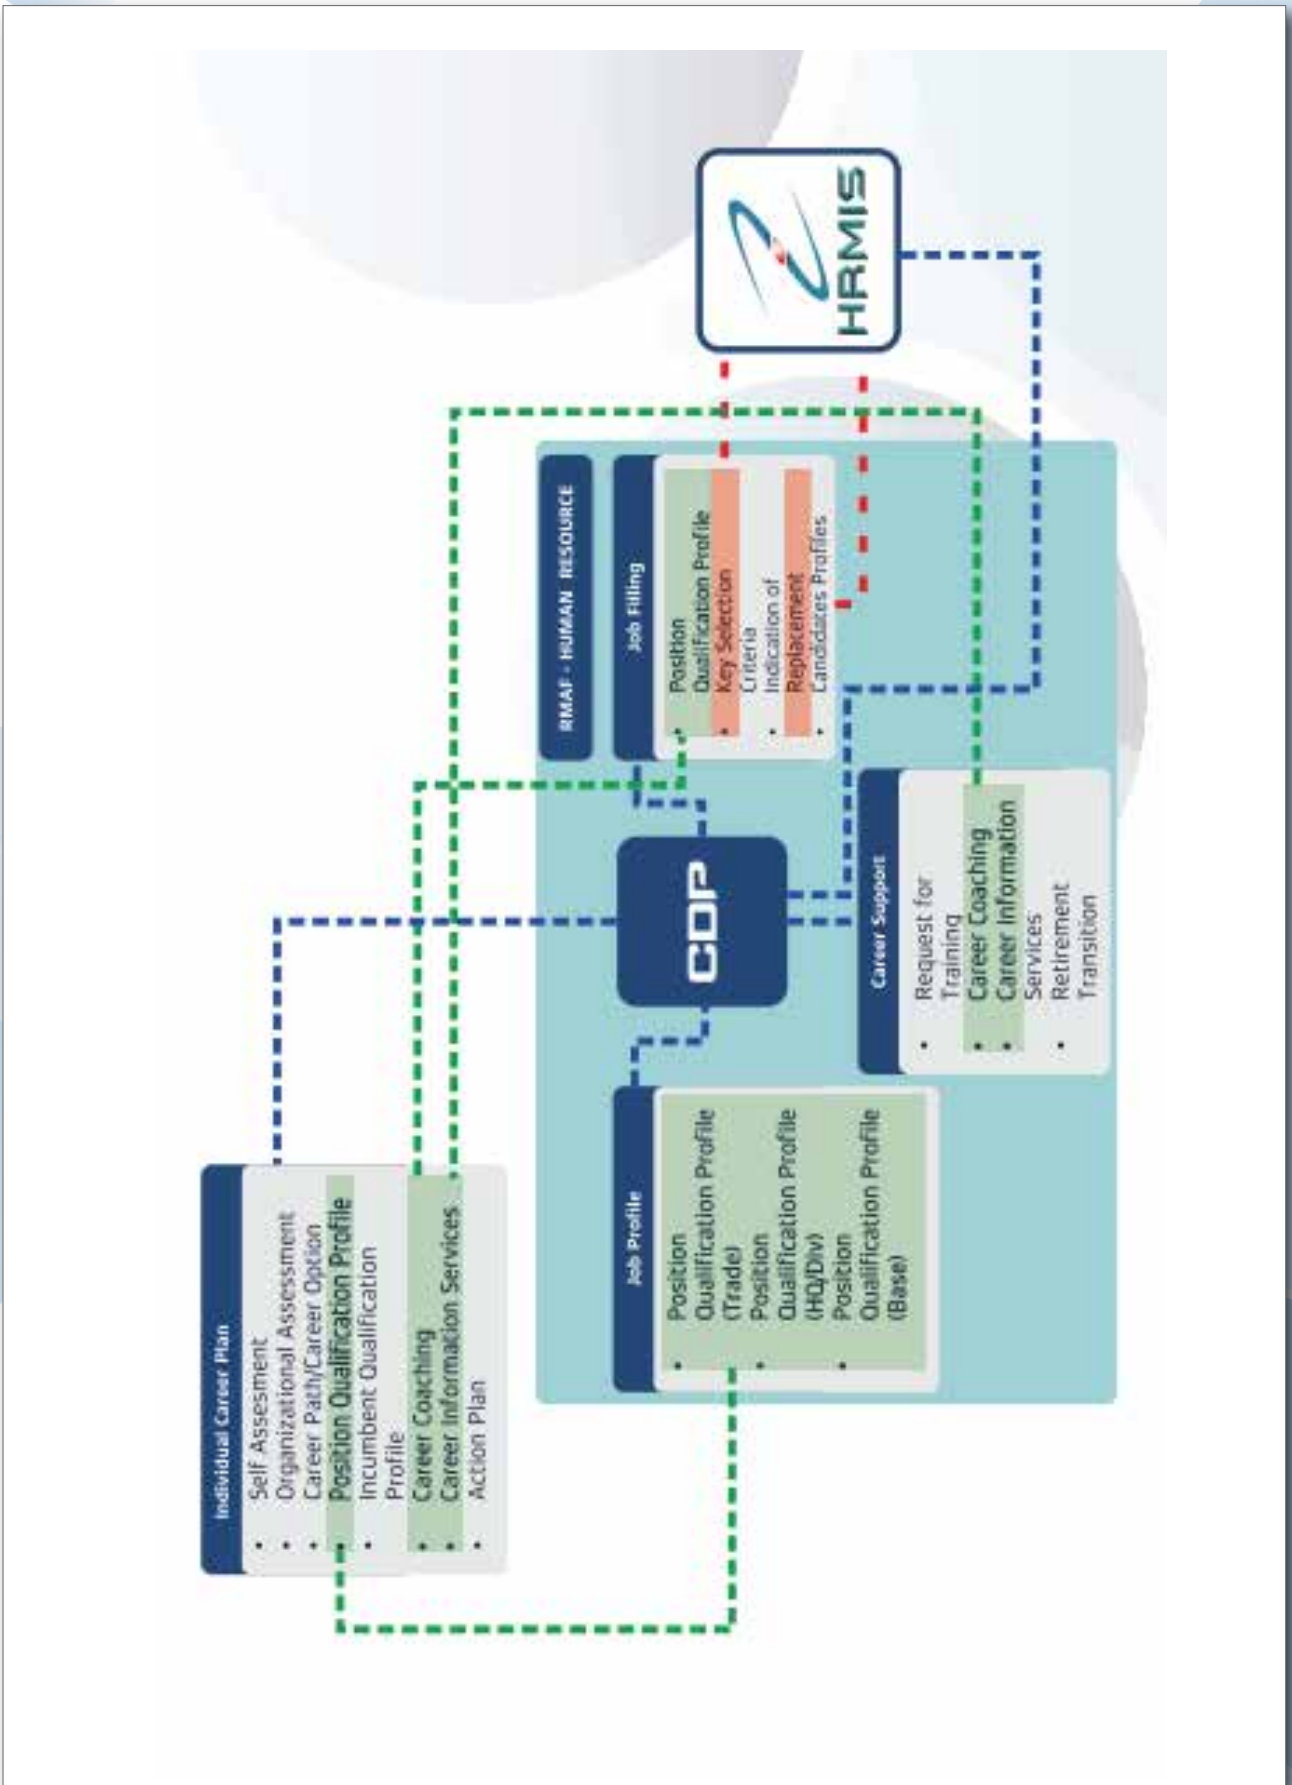 Individual Career Plan
• Self Assesment
• Organizational Assessment
• Career Path/Career Option
• Position Qualification Profile
• Incumbent Qualification
Profile
• Career Coaching
• Career Information Services
• Action Plan
RMAF - HUMAN RESOURCE
Job Profile
• Position
Qualification Profile
(Trade)
• Position
Qualification Profile
(HQ/Div)
• Position
Qualification Profile
(Base)
CDP
Job Filling
• Position
Qualification Profile
• Key Selection
Criteria
• Indication of
Replacement
• Candidates Profiles
Career Support
• Request for
Training
• Career Coaching
• Career Information
Services
• Retirement
Transition
HRMIS